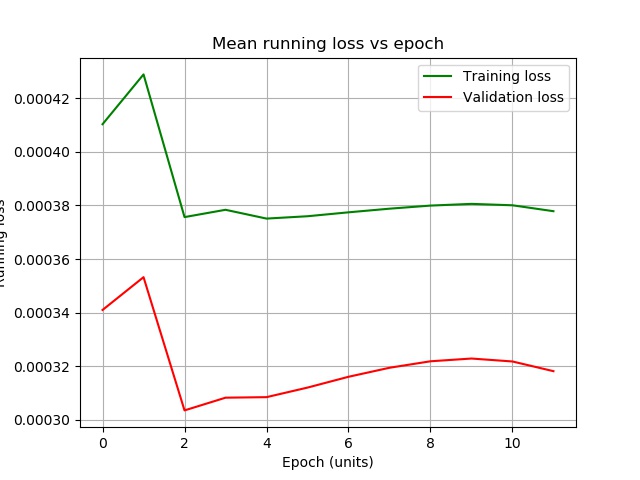 Mean running loss vs epoch
Training loss
Validation loss
0.00042
0.00040
0.00038
0.00036
0.00034
0.00032
0.00030
loss
0 2 4 6 8 10
Epoch (units)